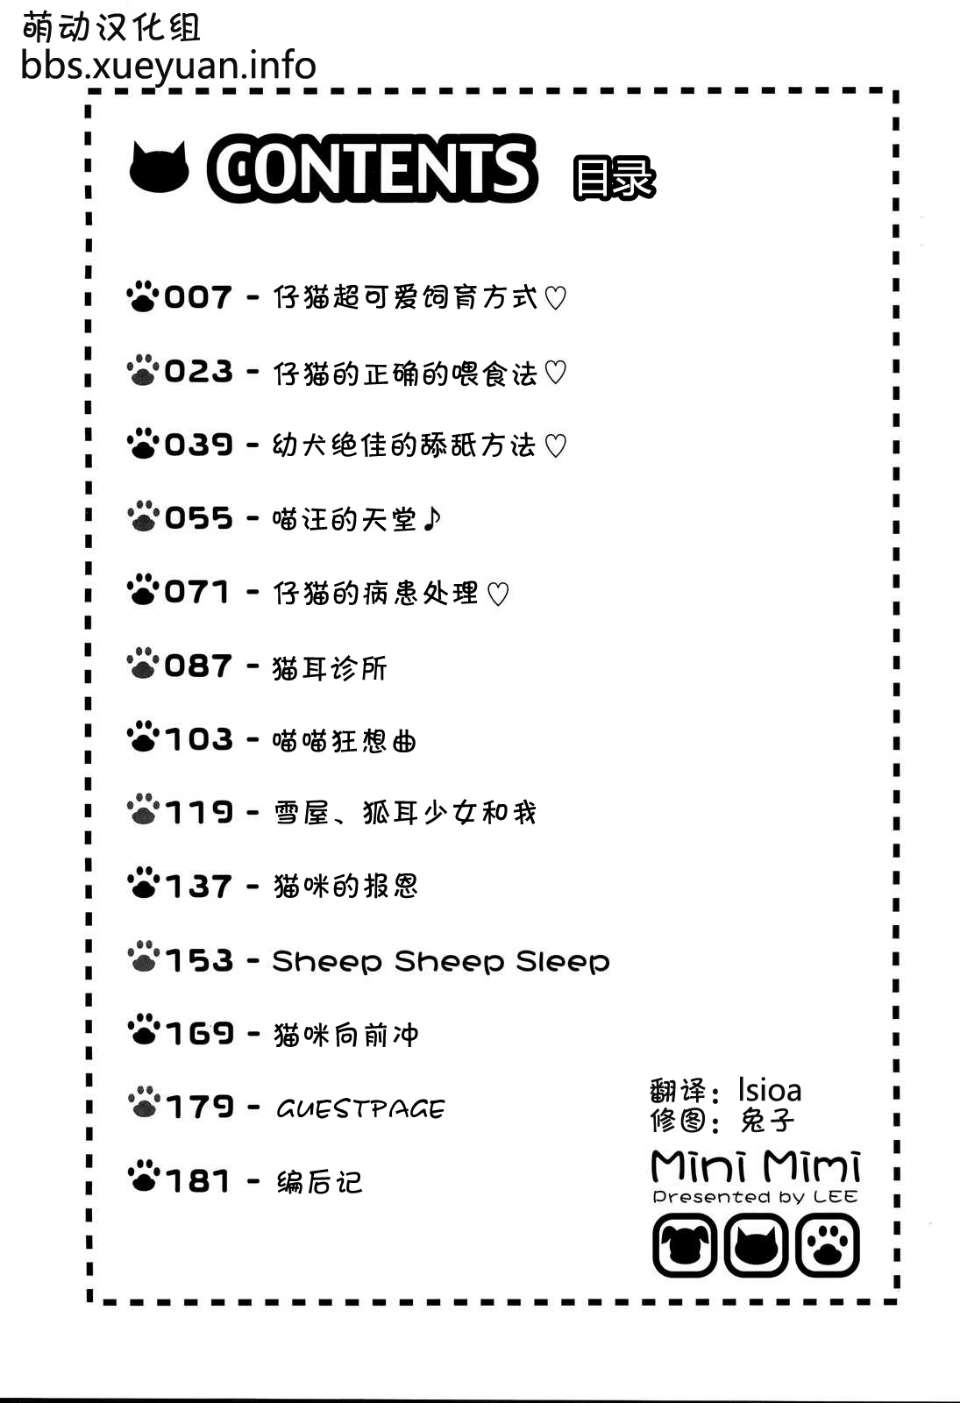 萌动汉化组
bbs.xueyuan.info
CONTENTS 目录
007 - 仔猫超可爱饲育方式♡
023 - 仔猫的正确的喂食法♡
039 - 幼犬绝佳的舔舐方法♡
055 - 喵汪的天堂♪
071 - 仔猫的病患处理♡
087 - 猫耳诊所
103 - 喵喵狂想曲
119 - 雪屋、狐耳少女和我
137 - 猫咪的报恩
153 - Sheep Sheep Sleep
169 - 猫咪向前冲
179 - GUESTPAGE
181 - 编后记
翻译：lsioa
修图：兔子
Mini Mimi
Presented by LEE